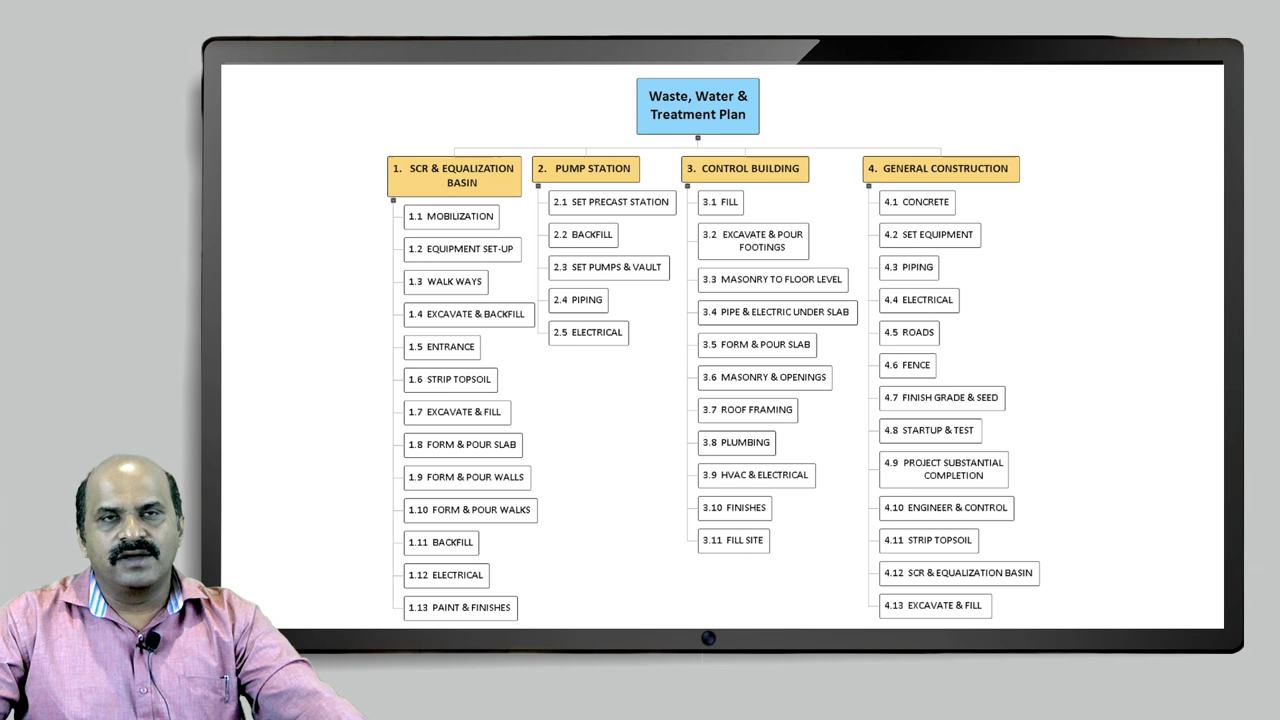 Waste, Water &
Treatment Plan
1. SCR & EQUALIZATION
BASIN
1.1 MOBILIZATION
1.2 EQUIPMENT SET-UP
1.3 WALK WAYS
1.4 EXCAVATE & BACKFILL
1.5 ENTRANCE
1.6 STRIP TOPSOIL
1.7 EXCAVATE & FILL
1.8 FORM & POUR SLAB
1.9 FORM & POUR WALLS
1.10 FORM & POUR WALKS
1.11 BACKFILL
1.12 ELECTRICAL
1.13 PAINT & FINISHES
2. PUMP STATION
2.1 SET PRECAST STATION
2.2 BACKFILL
2.3 SET PUMPS & VAULT
2.4 PIPING
2.5 ELECTRICAL
3. CONTROL BUILDING
3.1 FILL
3.2 EXCAVATE & POUR
FOOTINGS
3.3 MASONRY TO FLOOR LEVEL
3.4 PIPE & ELECTRIC UNDER SLAB
3.5 FORM & POUR SLAB
3.6 MASONRY & OPENINGS
3.7 ROOF FRAMING
3.8 PLUMBING
3.9 HVAC & ELECTRICAL
3.10 FINISHES
3.11 FILL SITE
4. GENERAL CONSTRUCTION
4.1 CONCRETE
4.2 SET EQUIPMENT
4.3 PIPING
4.4 ELECTRICAL
4.5 ROADS
4.6 FENCE
4.7 FINISH GRADE & SEED
4.8 STARTUP & TEST
4.9 PROJECT SUBSTANTIAL
COMPLETION
4.10 ENGINEER & CONTROL
4.11 STRIP TOPSOIL
4.12 SCR & EQUALIZATION BASIN
4.13 EXCAVATE & FILL